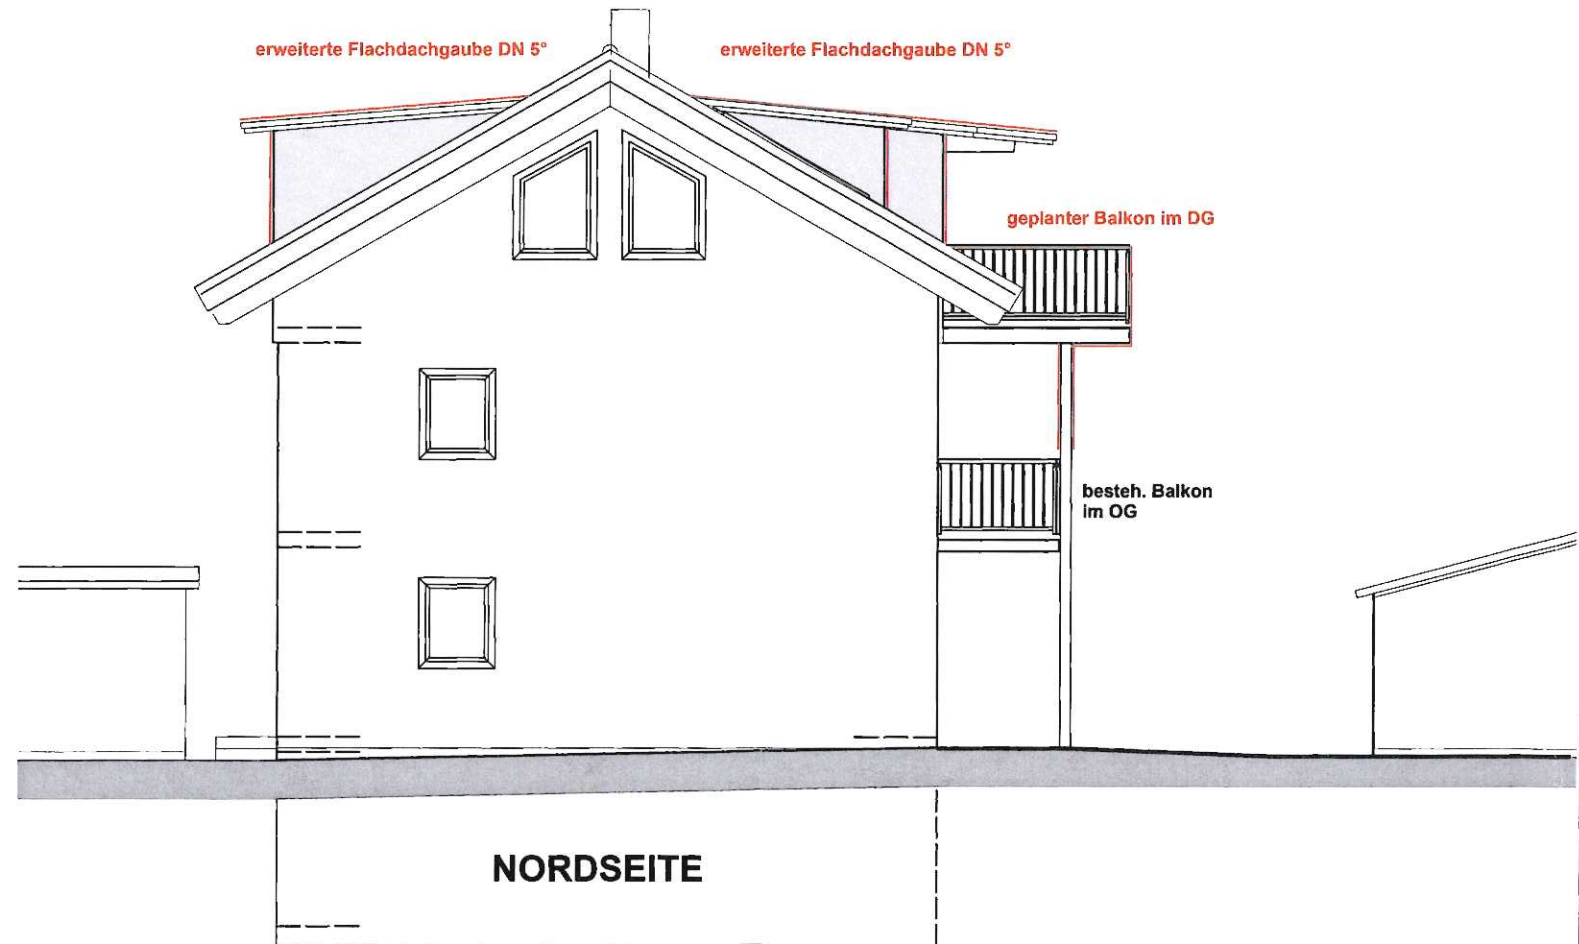 erweiterte Flachdachgaube DN 5°
erweiterte Flachdachgaube DN 5°
geplanter Balkon im DG
besteh. Balkon
im OG
NORDSEITE